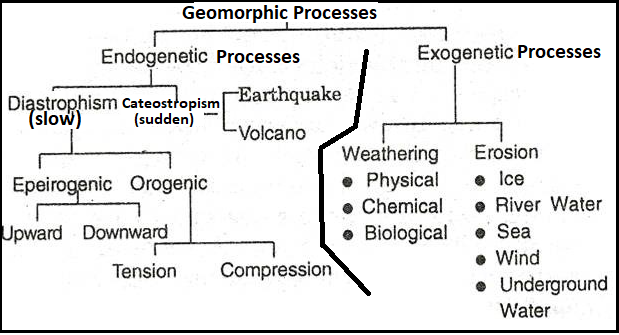 Geomorphic Processes
Endogenetic Processes
Exogenetic Processes
Diastrophism
(slow)
Cateostropism
(sudden)
Earthquake
Volcano
Epeirogenic
Orogenic
Upward
Downward
Tension
Compression
Weathering
● Physical
● Chemical
● Biological
Erosion
● Ice
● River Water
● Sea
● Wind
● Underground
Water